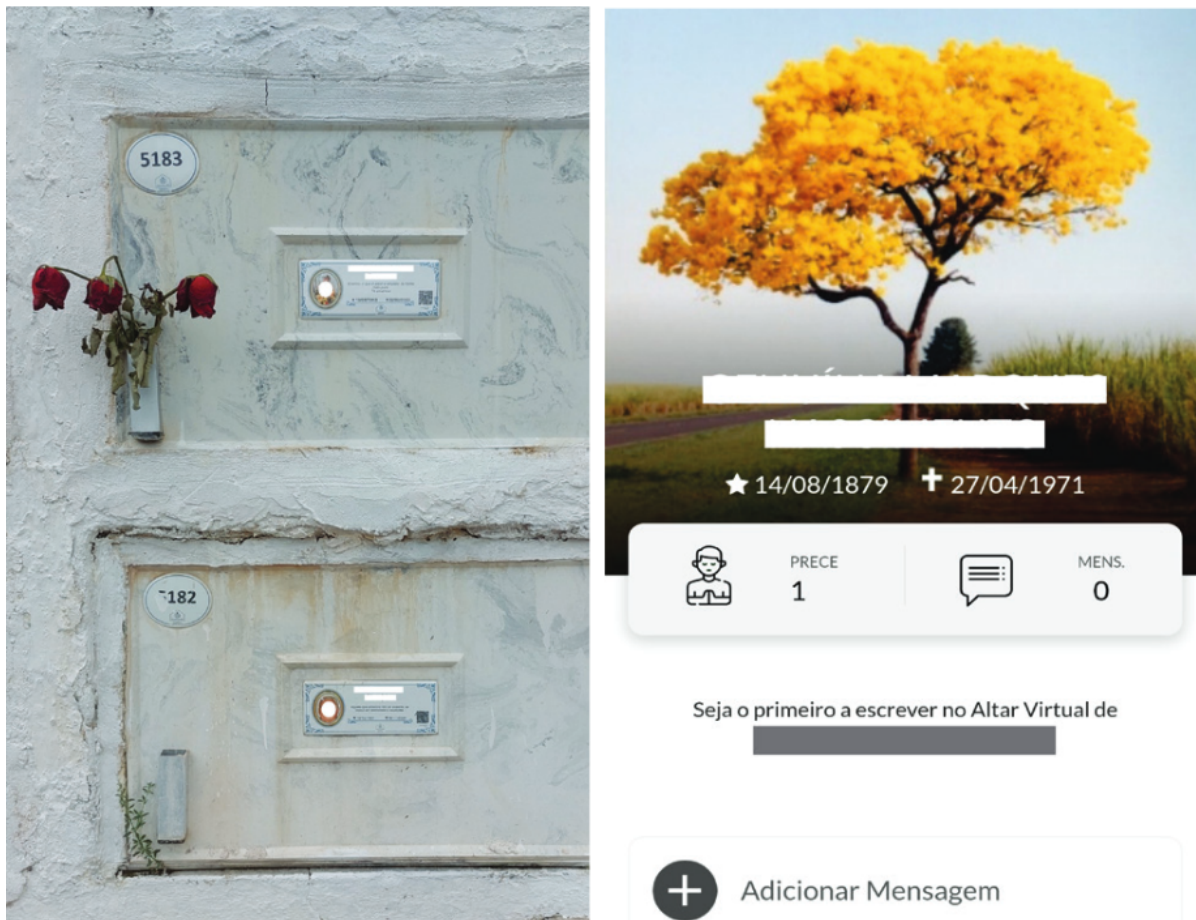 5183
182
14/08/1879
27/04/1971
PRECE
1
MENS.
0
Seja o primeiro a escrever no Altar Virtual de
Adicionar Mensagem